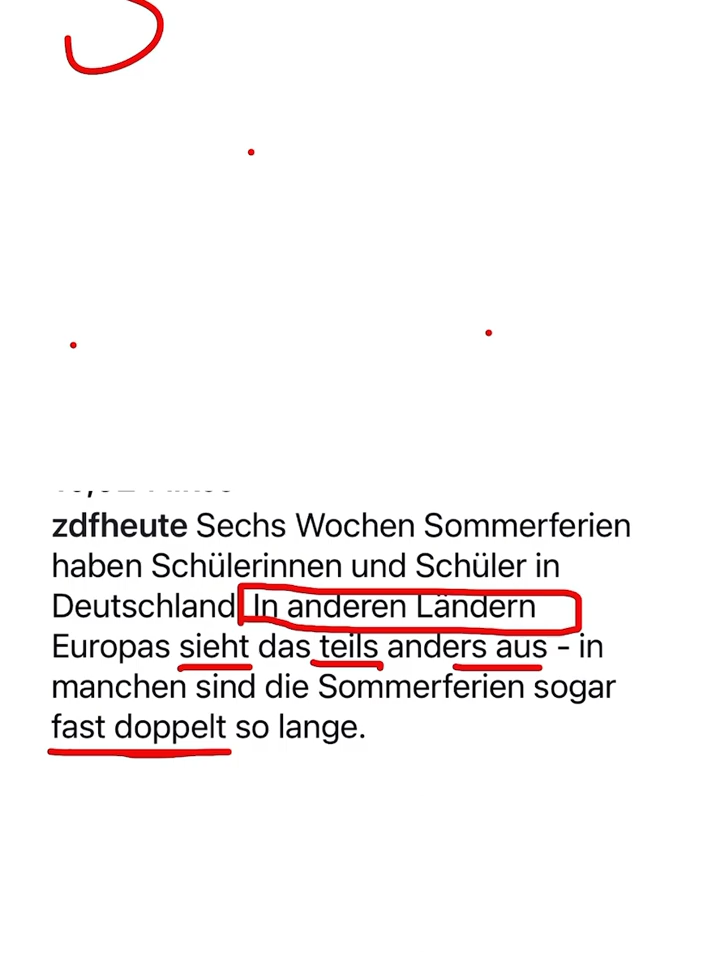 zdfheute Sechs Wochen Sommerferien
haben Schülerinnen und Schüler in
Deutschland In anderen Ländern
Europas sieht das teils anders aus - in
manchen sind die Sommerferien sogar
fast doppelt so lange.